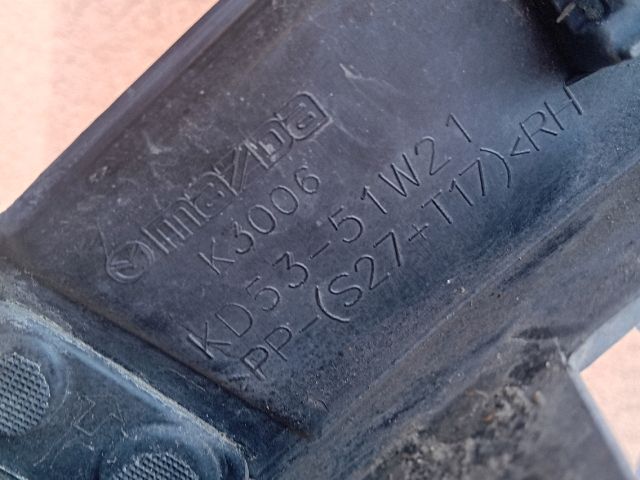 mazda
K3006
KD53-51W21
>PP-(S27+T17)< RH